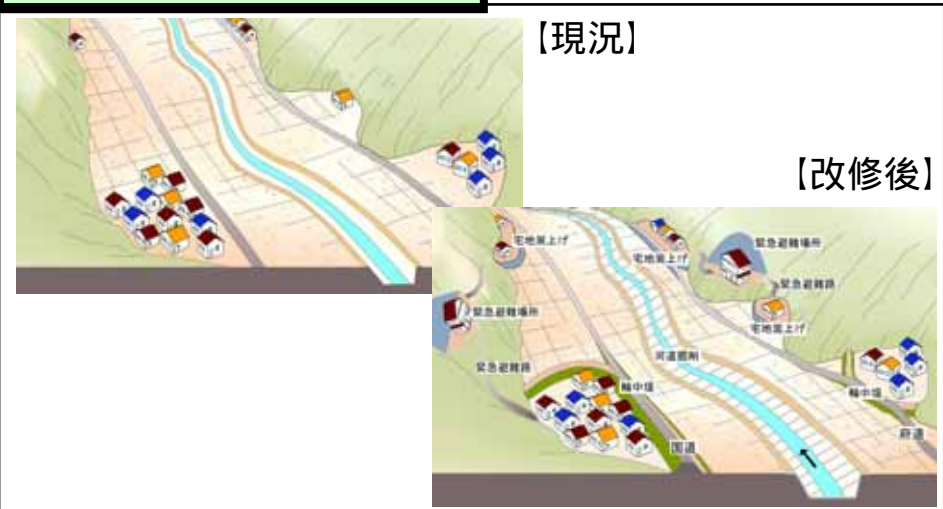 【現況】
【改修後】
宅地嵩上げ
宅地嵩上げ
緊急避難場所
緊急避難路
緊急避難場所
宅地嵩上げ
河道掘削
緊急避難路
輪中堤
輪中堤
国道
府道